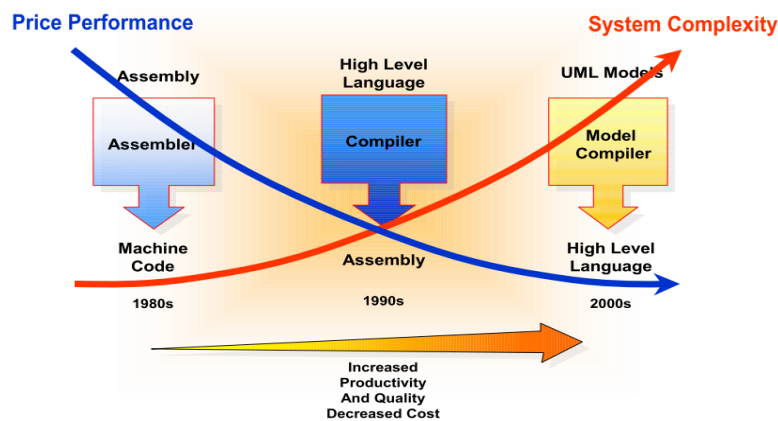 Price Performance
System Complexity
Assembly
High Level
Language
UML Models
Assembler
Compiler
Model
Compiler
Machine
Code
Assembly
High Level
Language
1980s
1990s
2000s
Increased
Productivity
And Quality
Decreased Cost